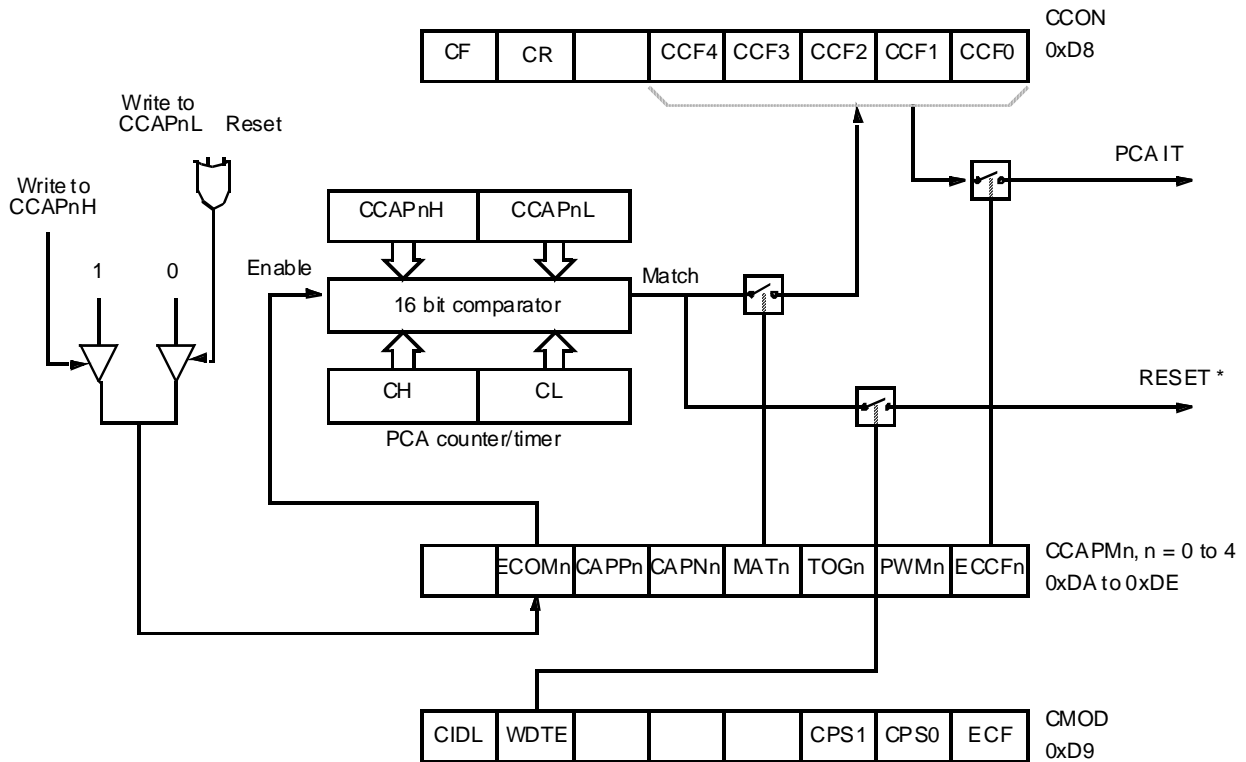 CCON
0xD8
CF CR CCF4 CCF3 CCF2 CCF1 CCF0
Write to
CCAPnL Reset
PCA IT
Write to
CCAPnH
CCAPnH CCAPnL
Enable
1 0
Match
16 bit comparator
RESET *
CH CL
PCA counter/timer
ECOMn CAPPn CAPNn MATn TOGn PWMn ECCFn
CCAPMn, n = 0 to 4
0xDA to 0xDE
CIDL WDTE CPS1 CPS0 ECF
CMOD
0xD9